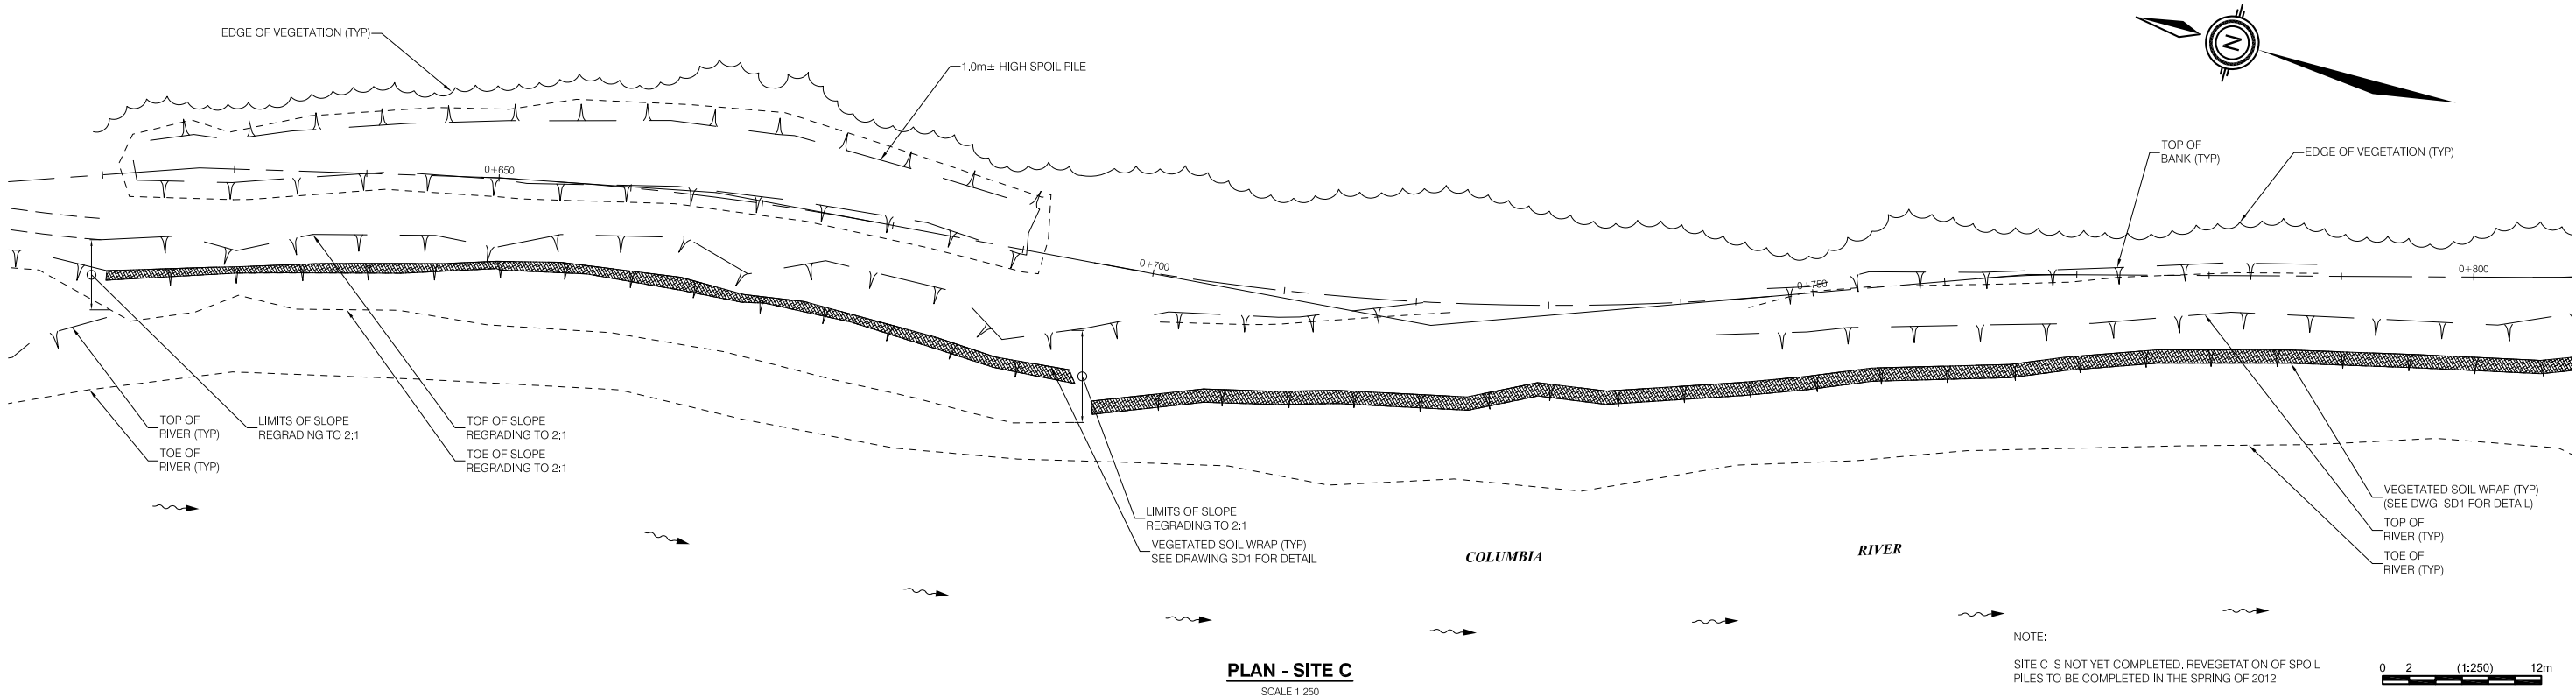 EDGE OF VEGETATION (TYP)
1.0m± HIGH SPOIL PILE
N
TOP OF
BANK (TYP)
EDGE OF VEGETATION (TYP)
0+650
0+700
0+750
0+800
TOP OF
RIVER (TYP)
TOE OF
RIVER (TYP)
LIMITS OF SLOPE
REGRADING TO 2:1
TOP OF SLOPE
REGRADING TO 2:1
TOE OF SLOPE
REGRADING TO 2:1
LIMITS OF SLOPE
REGRADING TO 2:1
VEGETATED SOIL WRAP (TYP)
SEE DRAWING SD1 FOR DETAIL
COLUMBIA RIVER
VEGETATED SOIL WRAP (TYP)
(SEE DWG. SD1 FOR DETAIL)
TOP OF
RIVER (TYP)
TOE OF
RIVER (TYP)
PLAN - SITE C
SCALE 1:250
NOTE:
SITE C IS NOT YET COMPLETED. REVEGETATION OF SPOIL
PILES TO BE COMPLETED IN THE SPRING OF 2012.
0 2 (1:250) 12m